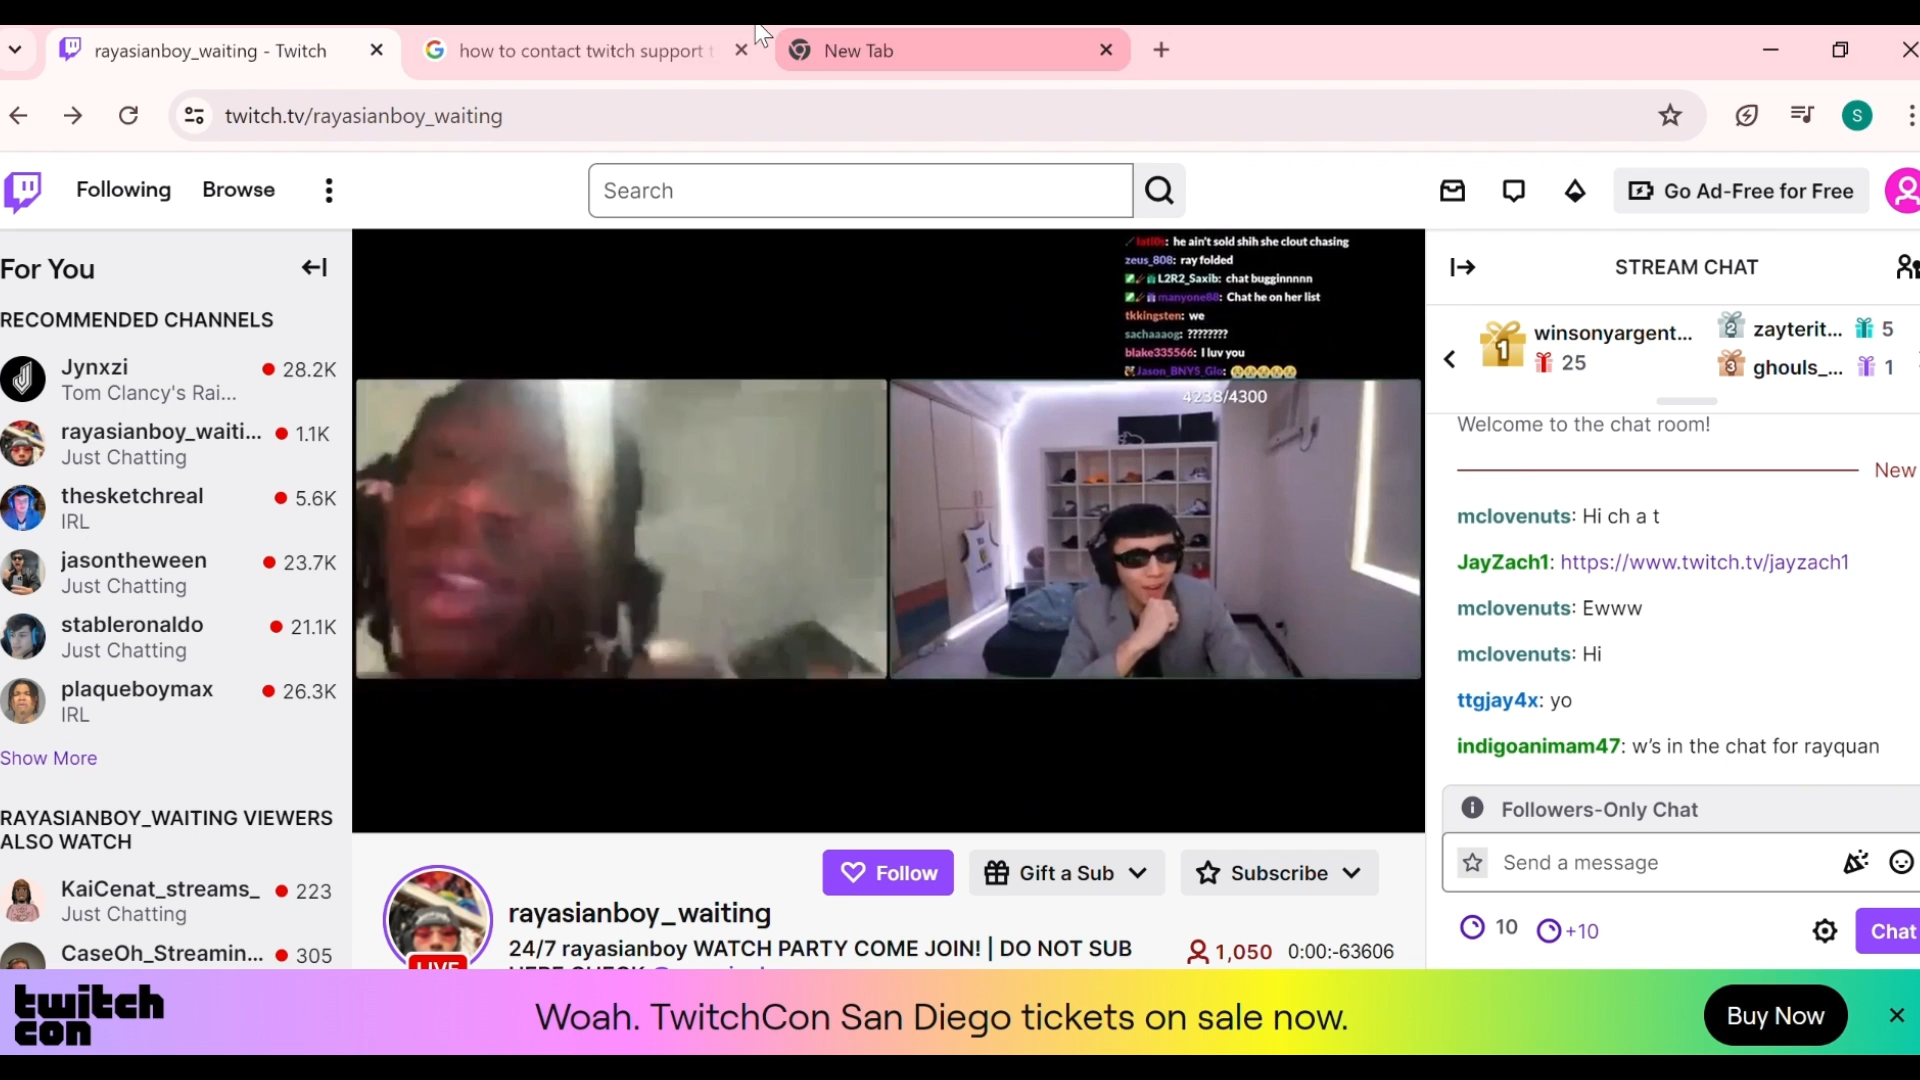 rayasianboy_waiting - Twitch
how to contact twitch support t
New Tab
twitch.tv/rayasianboy_waiting
S
Following
Browse
Search
Go Ad-Free for Free
For You
RECOMMENDED CHANNELS
Jynxzi
28.2K
Tom Clancy's Rai...
rayasianboy_waiti...
1.1K
Just Chatting
thesketchreal
5.6K
IRL
jasontheween
23.7K
Just Chatting
stableronaldo
21.1K
Just Chatting
plaqueboymax
26.3K
IRL
Show More
RAYASIANBOY_WAITING VIEWERS
ALSO WATCH
KaiCenat_streams_
223
Just Chatting
CaseOh_Streamin...
305
lati0s: he ain't sold shih she clout chasing
zeus_808: ray folded
L2R2_Saxib: chat bugginnnnn
manyone88: Chat he on her list
tkkingsten: we
sachaaaog: ????????
blake335566: I luv you
Jason_BNYS_Glo:
4238/4300
Follow
Gift a Sub
Subscribe
LIVE
rayasianboy_waiting
24/7 rayasianboy WATCH PARTY COME JOIN! | DO NOT SUB
1,050
0:00:-63606
STREAM CHAT
1
winsonyargent...
25
2
zayterit...
5
3
ghouls_...
1
Welcome to the chat room!
New
mclovenuts: Hi ch a t
JayZach1: https://www.twitch.tv/jayzach1
mclovenuts: Ewww
mclovenuts: Hi
ttgjay4x: yo
indigoanimam47: w's in the chat for rayquan
Followers-Only Chat
Send a message
10
+10
Chat
twitch
con
Woah. TwitchCon San Diego tickets on sale now.
Buy Now